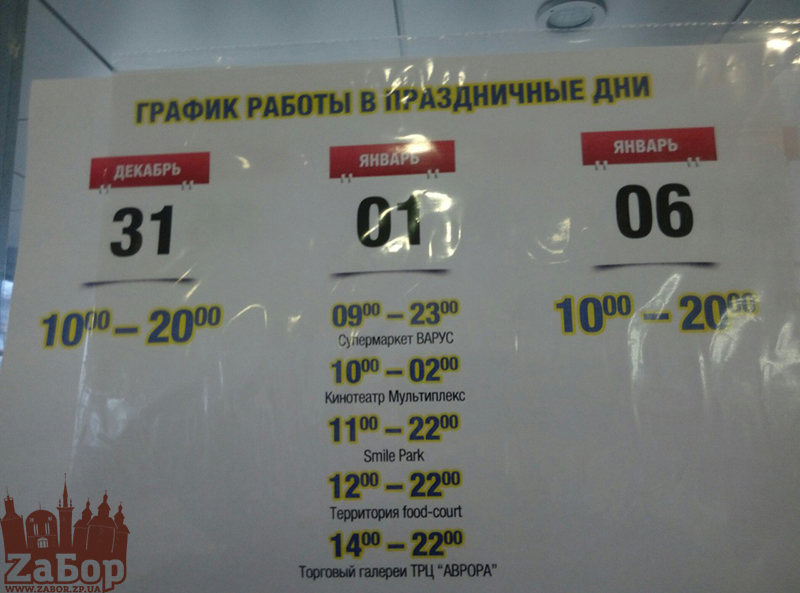 ГРАФИК РАБОТЫ В ПРАЗДНИЧНЫЕ ДНИ
ДЕКАБРЬ
31
10⁰⁰ – 20⁰⁰
ЯНВАРЬ
01
09⁰⁰ – 23⁰⁰
Супермаркет ВАРУС
10⁰⁰ – 02⁰⁰
Кинотеатр Мультиплекс
11⁰⁰ – 22⁰⁰
Smile Park
12⁰⁰ – 22⁰⁰
Территория food-court
14⁰⁰ – 22⁰⁰
Торговый галереи ТРЦ "АВРОРА"
ЯНВАРЬ
06
10⁰⁰ – 20⁰⁰
ZаБор
WWW.ZABOR.ZP.UA